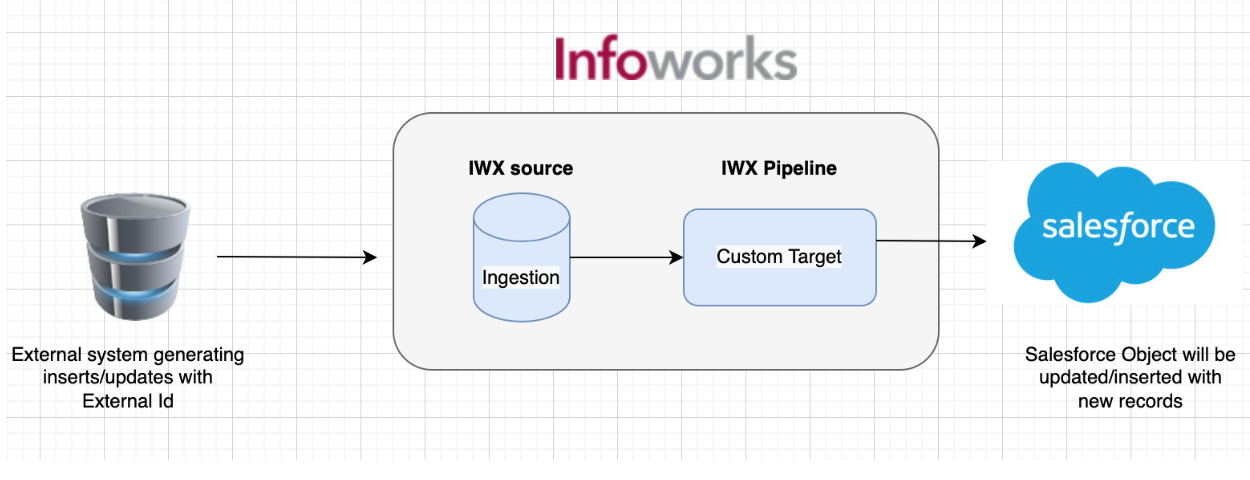 Infoworks
IWX source
IWX Pipeline
Ingestion
Custom Target
salesforce
External system generating
inserts/updates with
External Id
Salesforce Object will be
updated/inserted with
new records